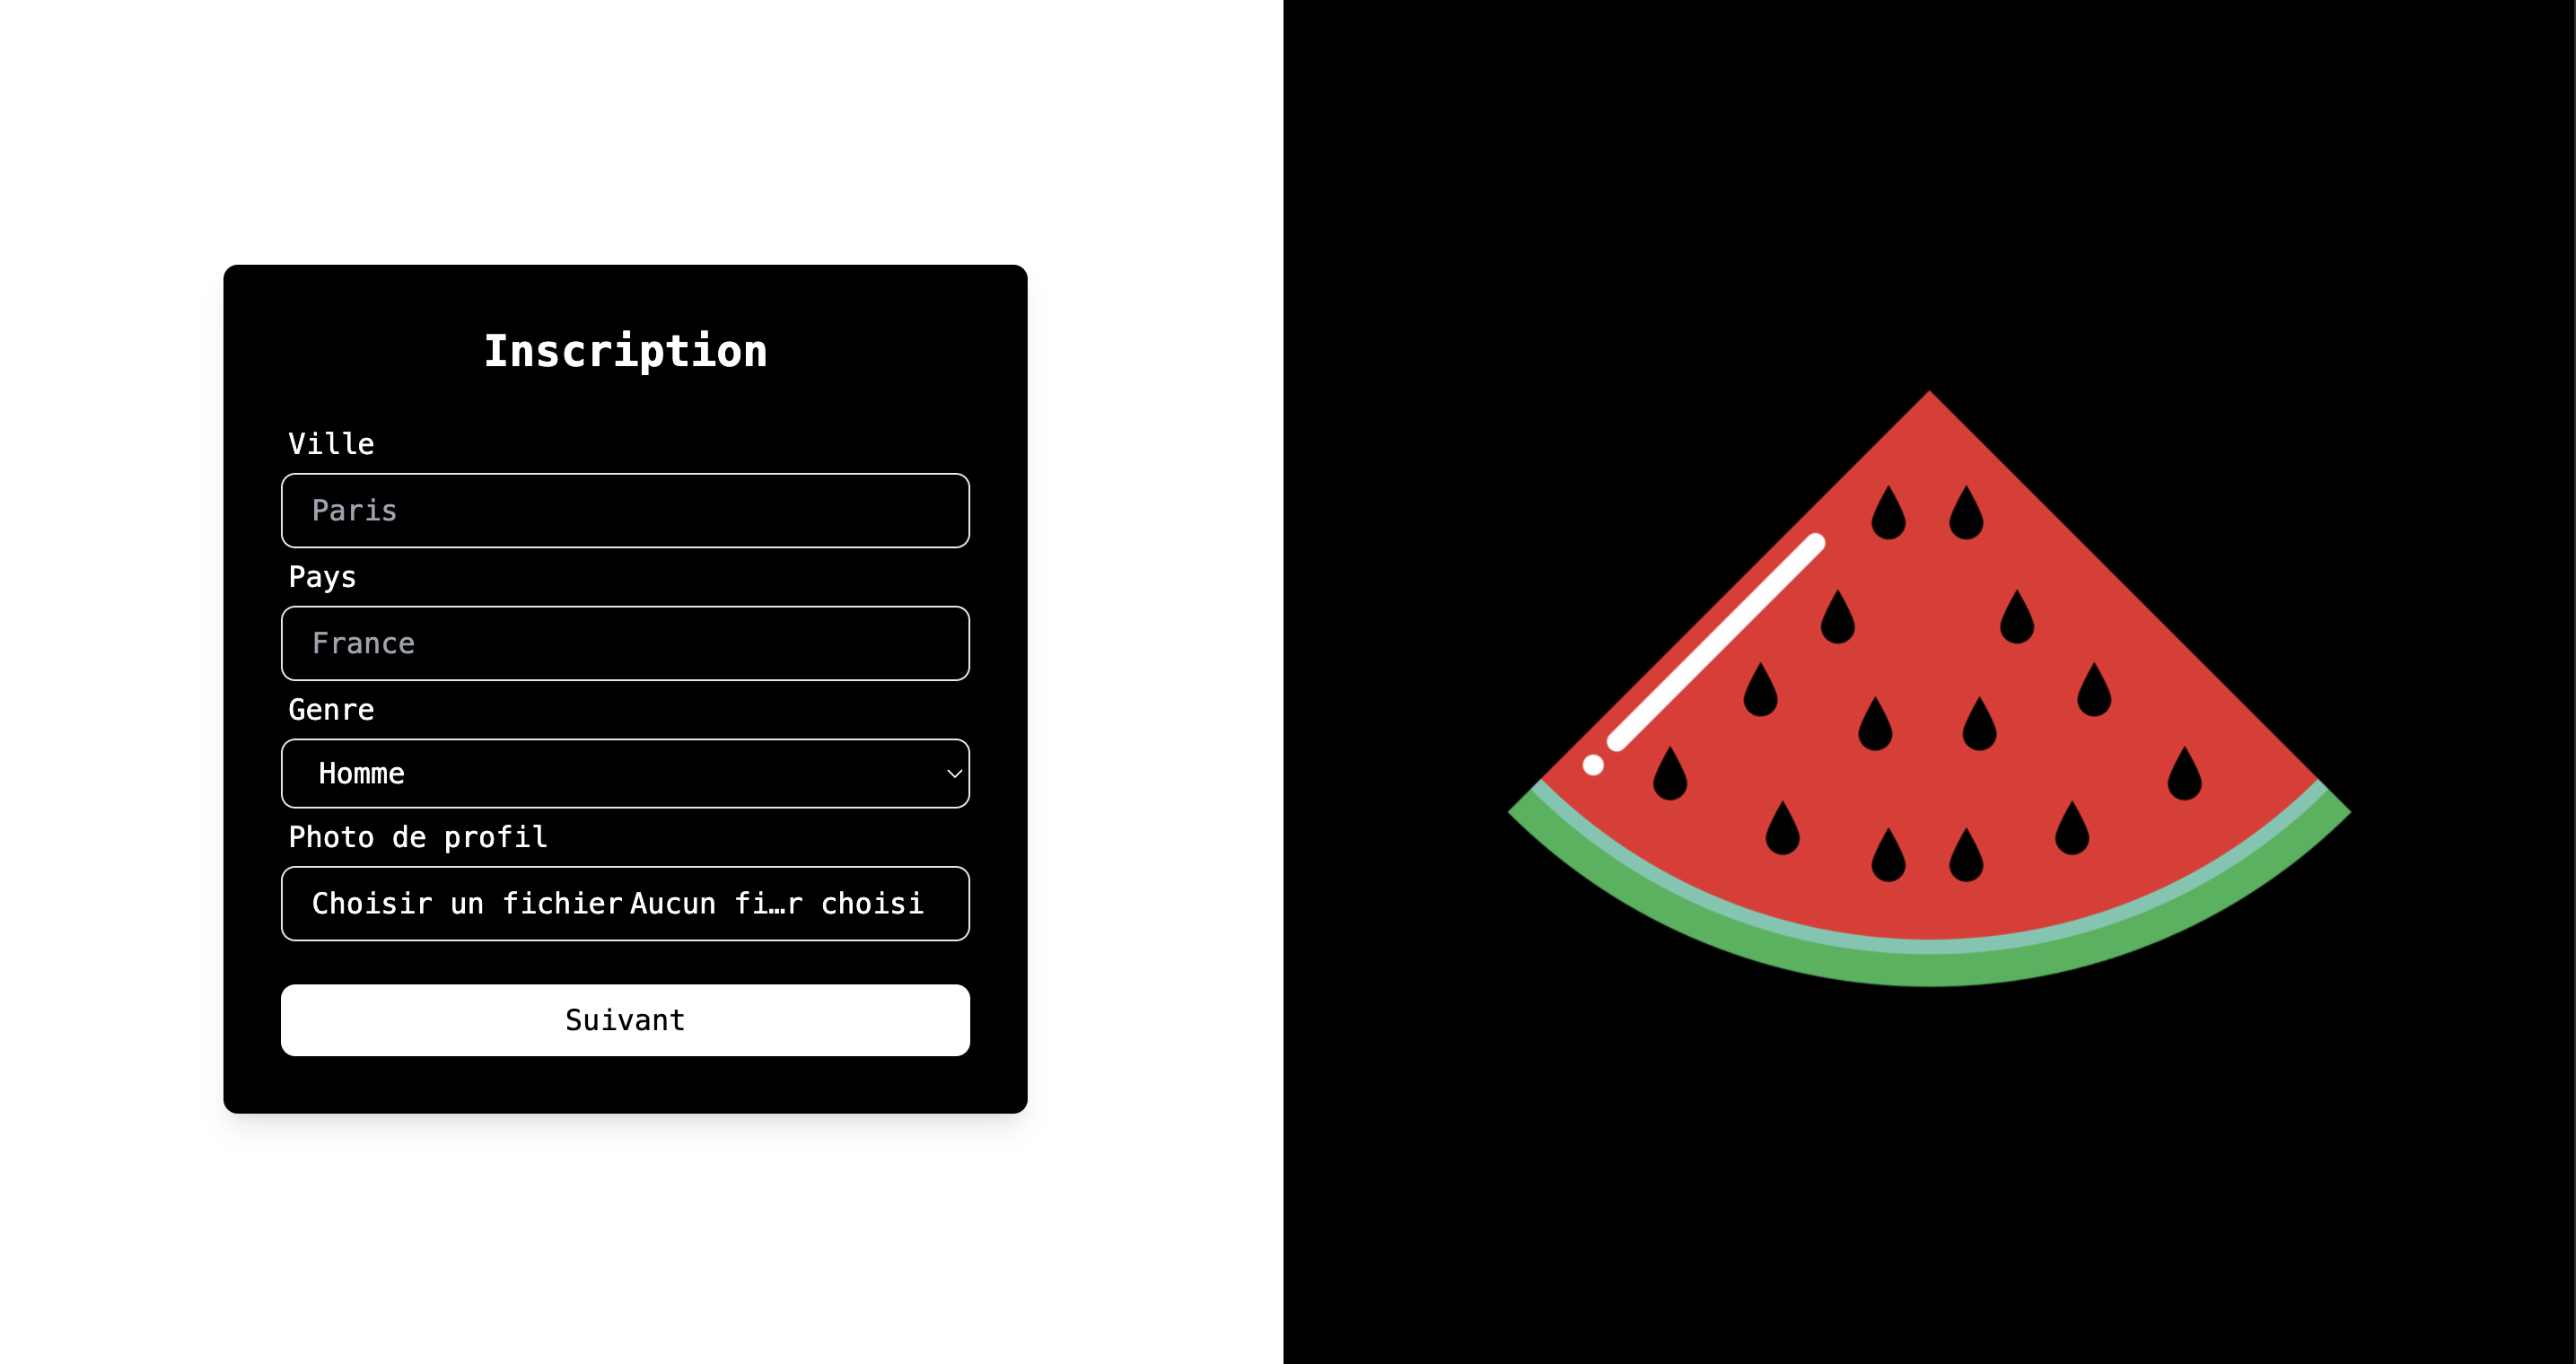 Inscription
Ville
Paris
Pays
France
Genre
Homme
Photo de profil
Choisir un fichier Aucun fi…r choisi
Suivant